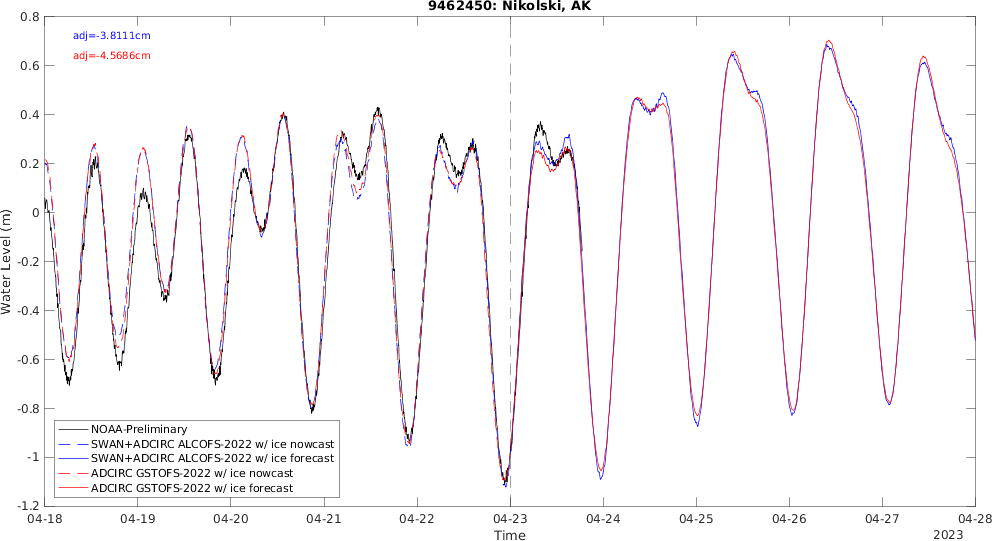 9462450: Nikolski, AK
adj=-3.8111cm
adj=-4.5686cm
Water Level (m)
0.8
0.6
0.4
0.2
0
-0.2
-0.4
-0.6
-0.8
-1
-1.2
NOAA-Preliminary
SWAN+ADCIRC ALCOFS-2022 w/ ice nowcast
SWAN+ADCIRC ALCOFS-2022 w/ ice forecast
ADCIRC GSTOFS-2022 w/ ice nowcast
ADCIRC GSTOFS-2022 w/ ice forecast
04-18 04-19 04-20 04-21 04-22 04-23 04-24 04-25 04-26 04-27 04-28
Time
2023